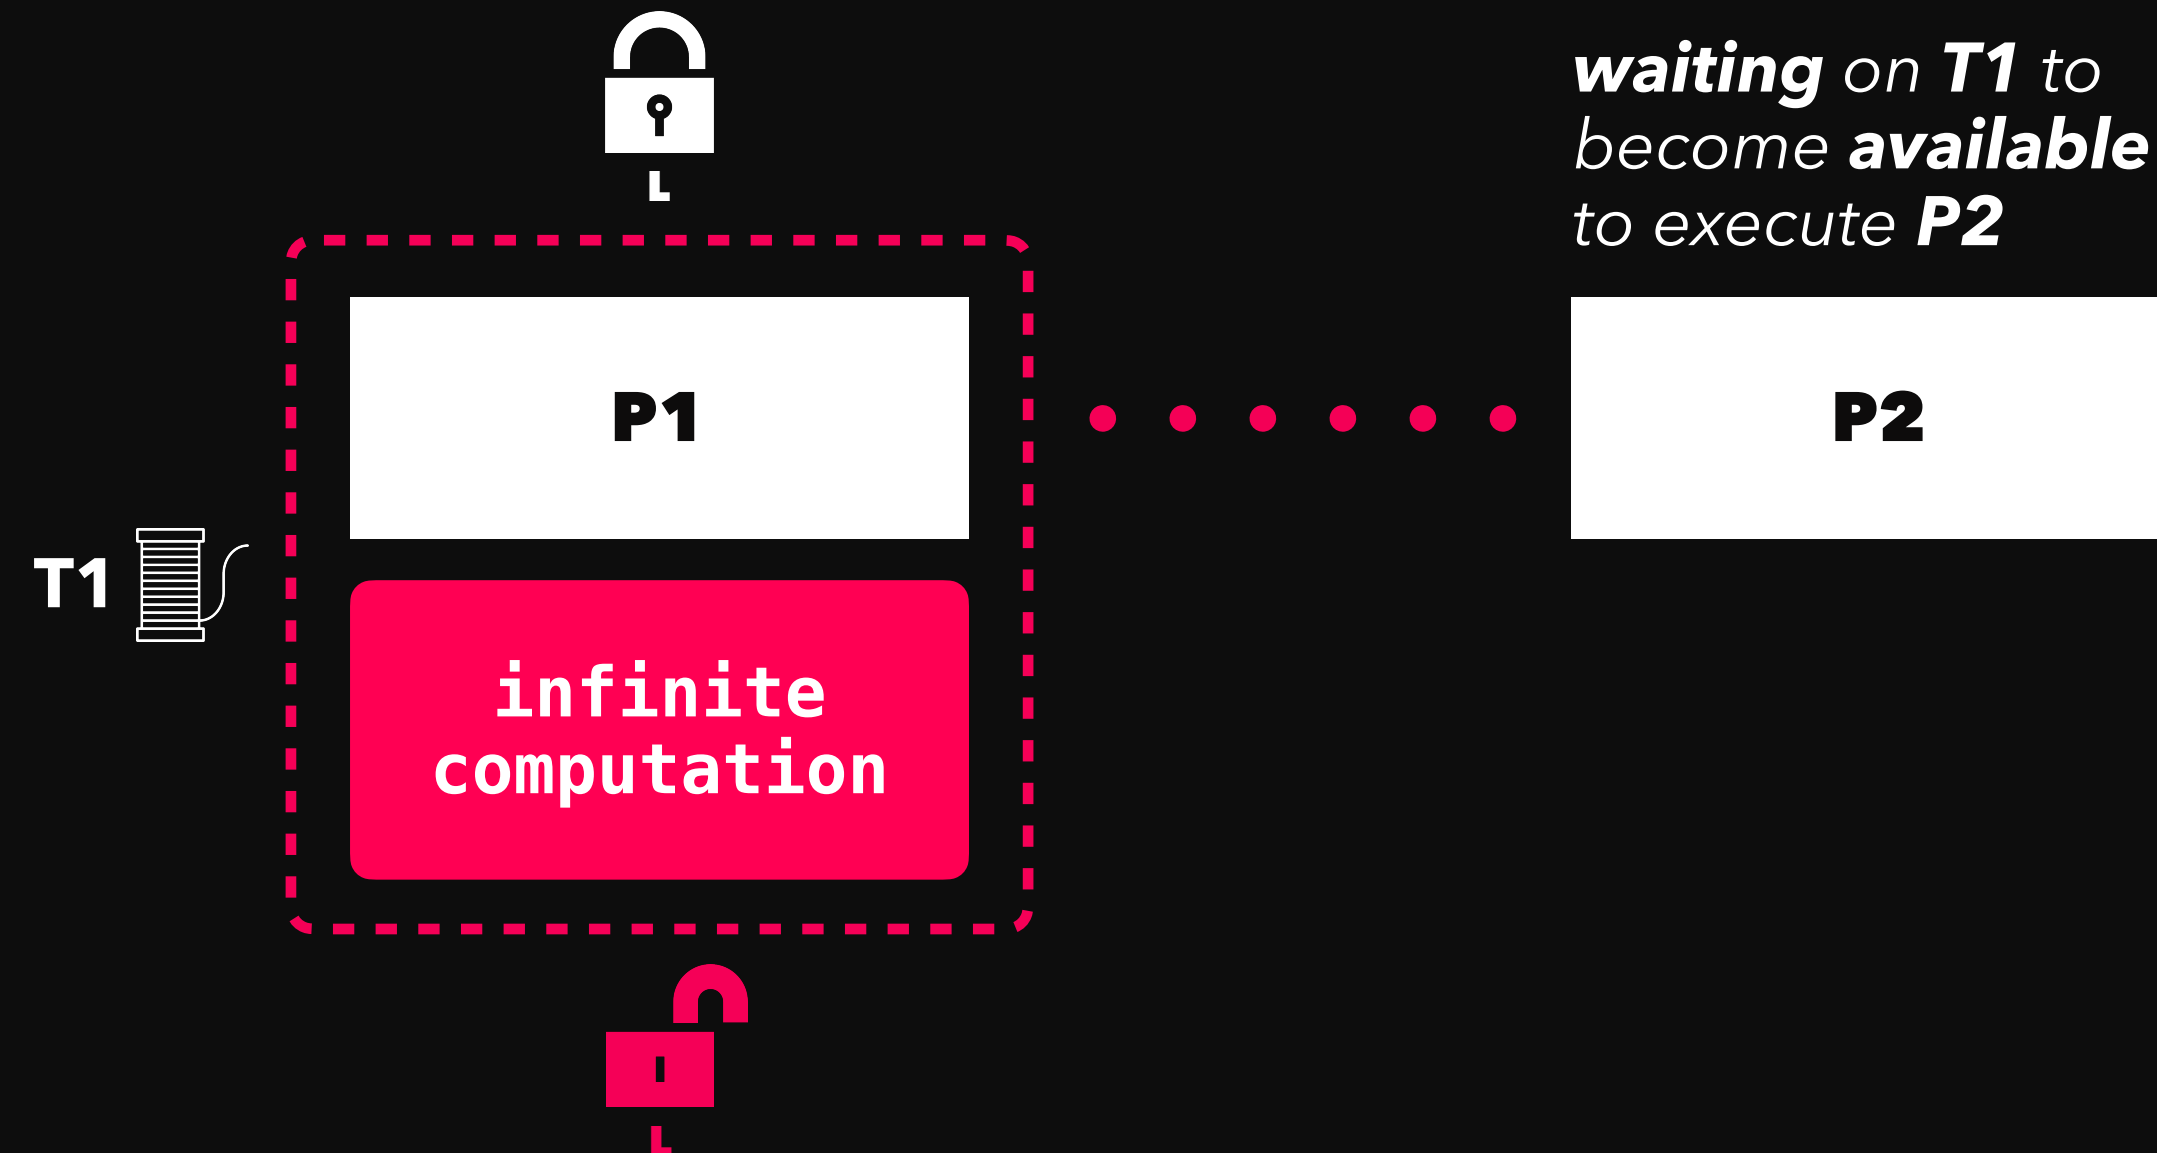 L
waiting on T1 to
become available
to execute P2
P1
P2
T1
infinite
computation
L